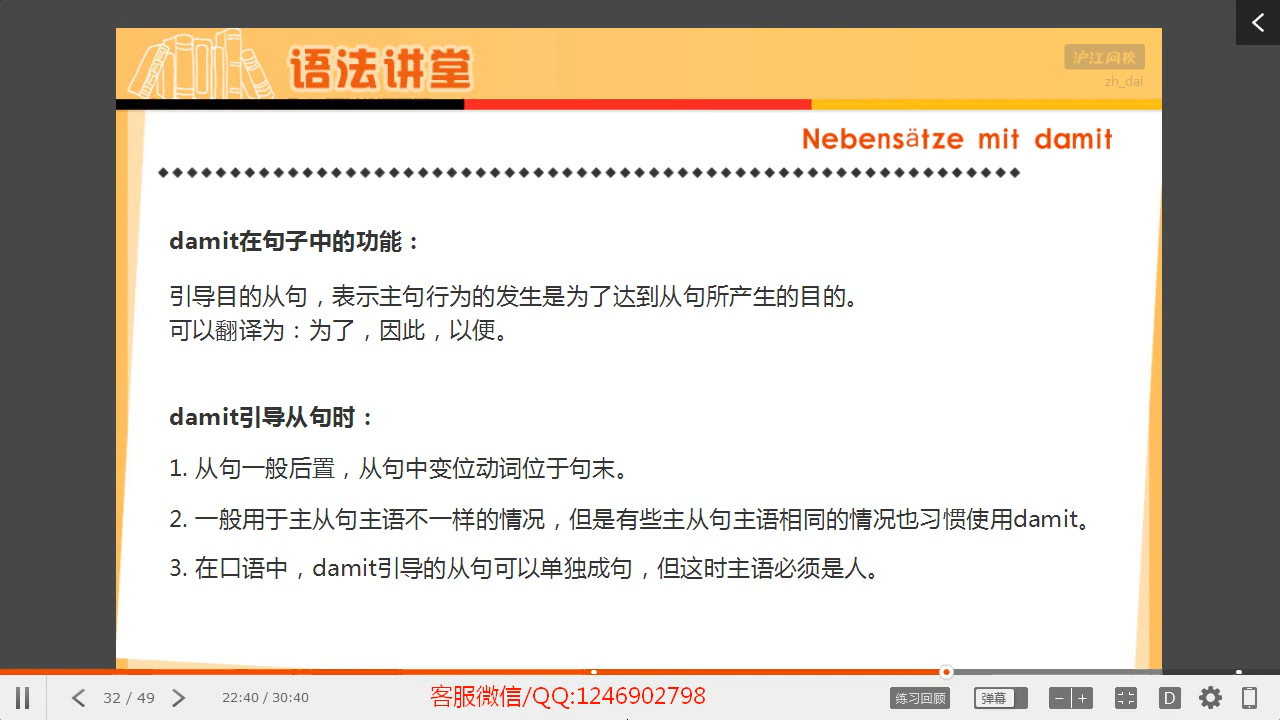 语法讲堂
沪江网校
zh_dai
Nebensätze mit damit
damit在句子中的功能：
引导目的从句，表示主句行为的发生是为了达到从句所产生的目的。
可以翻译为：为了，因此，以便。
damit引导从句时：
1. 从句一般后置，从句中变位动词位于句末。
2. 一般用于主从句主语不一样的情况，但是有些主从句主语相同的情况也习惯使用damit。
3. 在口语中，damit引导的从句可以单独成句，但这时主语必须是人。
32 / 49
22:40 / 30:40
客服微信/QQ:1246902798
练习回顾
弹幕
D